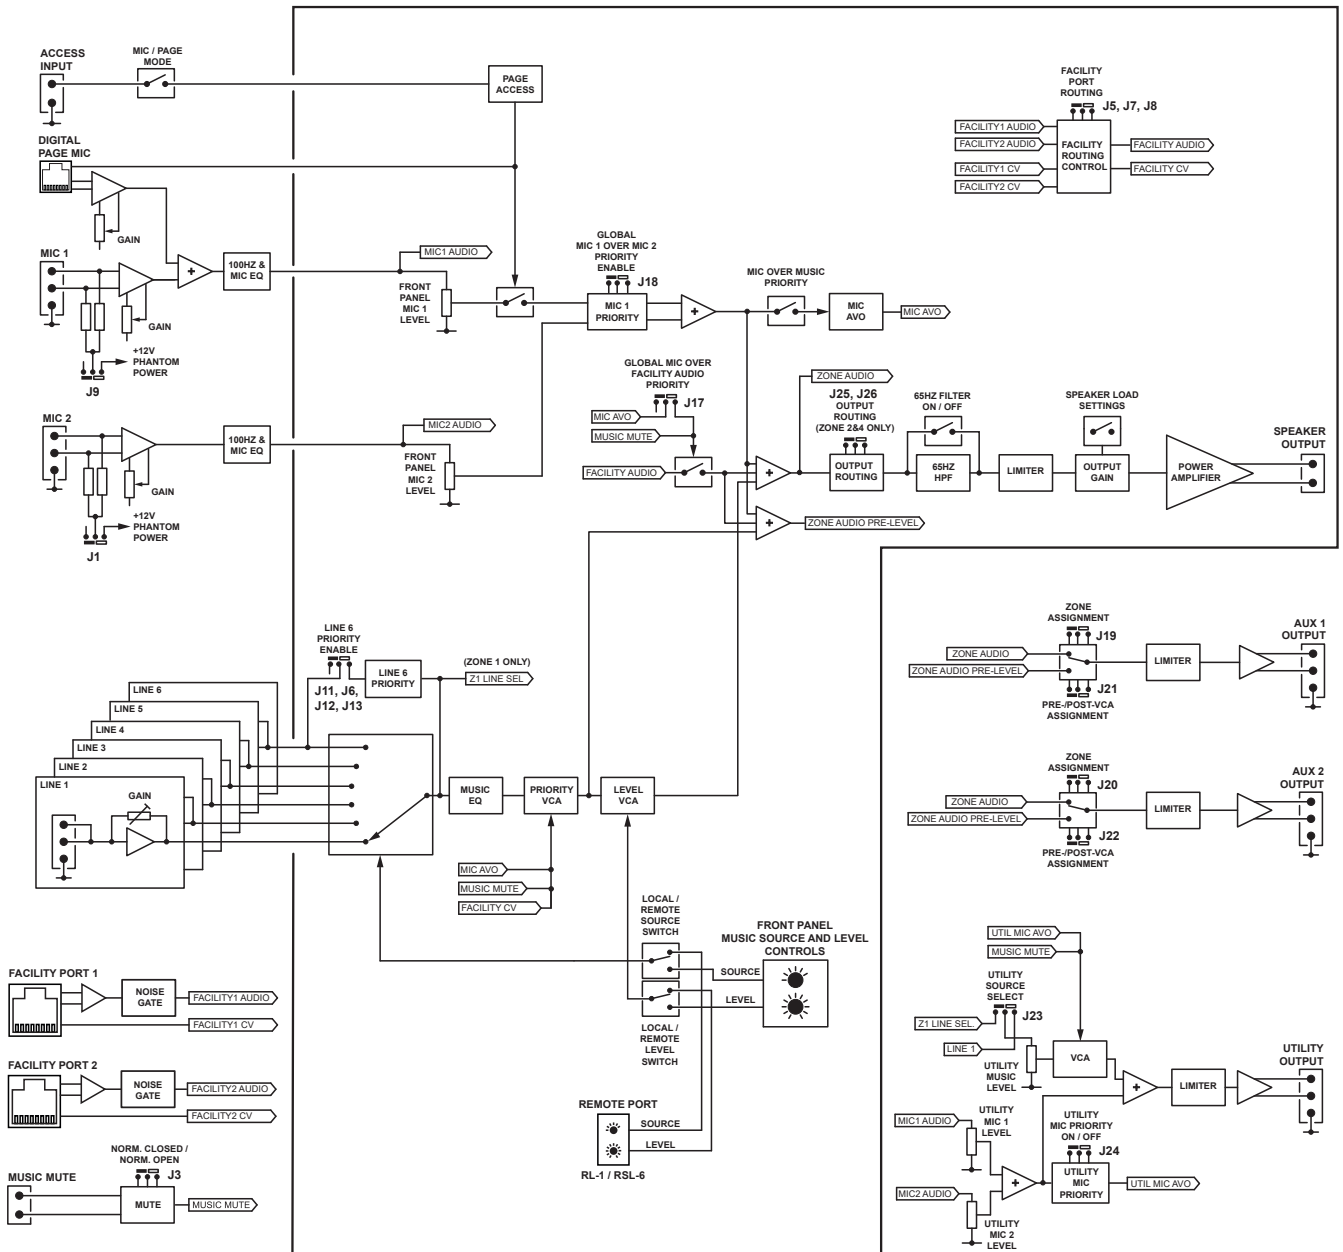 ACCESS
INPUT
MIC / PAGE
MODE
PAGE
ACCESS
FACILITY
PORT
ROUTING
J5, J7, J8
FACILITY1 AUDIO
FACILITY2 AUDIO
FACILITY1 CV
FACILITY2 CV
FACILITY
ROUTING
CONTROL
FACILITY AUDIO
FACILITY CV
DIGITAL
PAGE MIC
GAIN
MIC 1
GAIN
100HZ &
MIC EQ
+12V
PHANTOM
POWER
J9
MIC1 AUDIO
FRONT
PANEL
MIC 1
LEVEL
GLOBAL
MIC 1 OVER MIC 2
PRIORITY
ENABLE
J18
MIC 1
PRIORITY
+
+
MIC OVER MUSIC
PRIORITY
MIC
AVO
MIC AVO
MIC 2
GAIN
100HZ &
MIC EQ
+12V
PHANTOM
POWER
J1
MIC2 AUDIO
FRONT
PANEL
MIC 2
LEVEL
GLOBAL MIC OVER
FACILITY AUDIO
PRIORITY
J17
MIC AVO
MUSIC MUTE
FACILITY AUDIO
ZONE AUDIO
J25, J26
OUTPUT
ROUTING
(ZONE 2&4 ONLY)
OUTPUT
ROUTING
+
+
ZONE AUDIO PRE-LEVEL
65HZ FILTER
ON / OFF
65HZ
HPF
LIMITER
SPEAKER LOAD
SETTINGS
OUTPUT
GAIN
POWER
AMPLIFIER
SPEAKER
OUTPUT
LINE 6
PRIORITY
ENABLE
J11, J6,
J12, J13
LINE 6
PRIORITY
(ZONE 1 ONLY)
Z1 LINE SEL
LINE 6
LINE 5
LINE 4
LINE 3
LINE 2
LINE 1
GAIN
MUSIC
EQ
PRIORITY
VCA
LEVEL
VCA
MIC AVO
MUSIC MUTE
FACILITY CV
LOCAL /
REMOTE
SOURCE
SWITCH
FRONT PANEL
MUSIC SOURCE AND LEVEL
CONTROLS
SOURCE
LEVEL
LOCAL /
REMOTE
LEVEL
SWITCH
REMOTE PORT
SOURCE
LEVEL
RL-1 / RSL-6
ZONE
ASSIGNMENT
J19
ZONE AUDIO
ZONE AUDIO PRE-LEVEL
J21
PRE-/POST-VCA
ASSIGNMENT
LIMITER
AUX 1
OUTPUT
ZONE
ASSIGNMENT
J20
ZONE AUDIO
ZONE AUDIO PRE-LEVEL
J22
PRE-/POST-VCA
ASSIGNMENT
LIMITER
AUX 2
OUTPUT
FACILITY PORT 1
NOISE
GATE
FACILITY1 AUDIO
FACILITY1 CV
FACILITY PORT 2
NOISE
GATE
FACILITY2 AUDIO
FACILITY2 CV
MUSIC MUTE
NORM. CLOSED /
NORM. OPEN
J3
MUTE
MUSIC MUTE
UTIL MIC AVO
MUSIC MUTE
UTILITY
SOURCE
SELECT
J23
Z1 LINE SEL.
LINE 1
UTILITY
MUSIC
LEVEL
VCA
+
LIMITER
UTILITY
OUTPUT
MIC1 AUDIO
UTILITY
MIC 1
LEVEL
UTILITY
MIC PRIORITY
ON / OFF
J24
+
UTILITY
MIC
PRIORITY
UTIL MIC AVO
MIC2 AUDIO
UTILITY
MIC 2
LEVEL